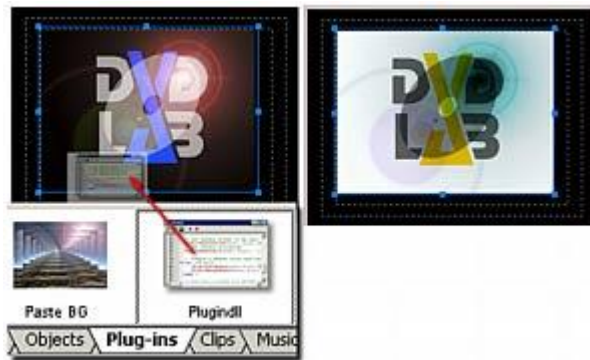 DVD
LAB
DVD
LAB
Paste BG
Plugindll
Objects Plug-ins Clips Music